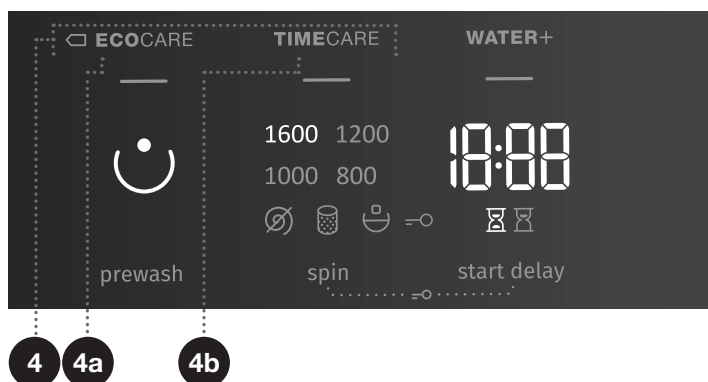 ECOCARE TIMECARE WATER+
1600 1200
1000 800
18:88
prewash spin start delay
4 4a 4b